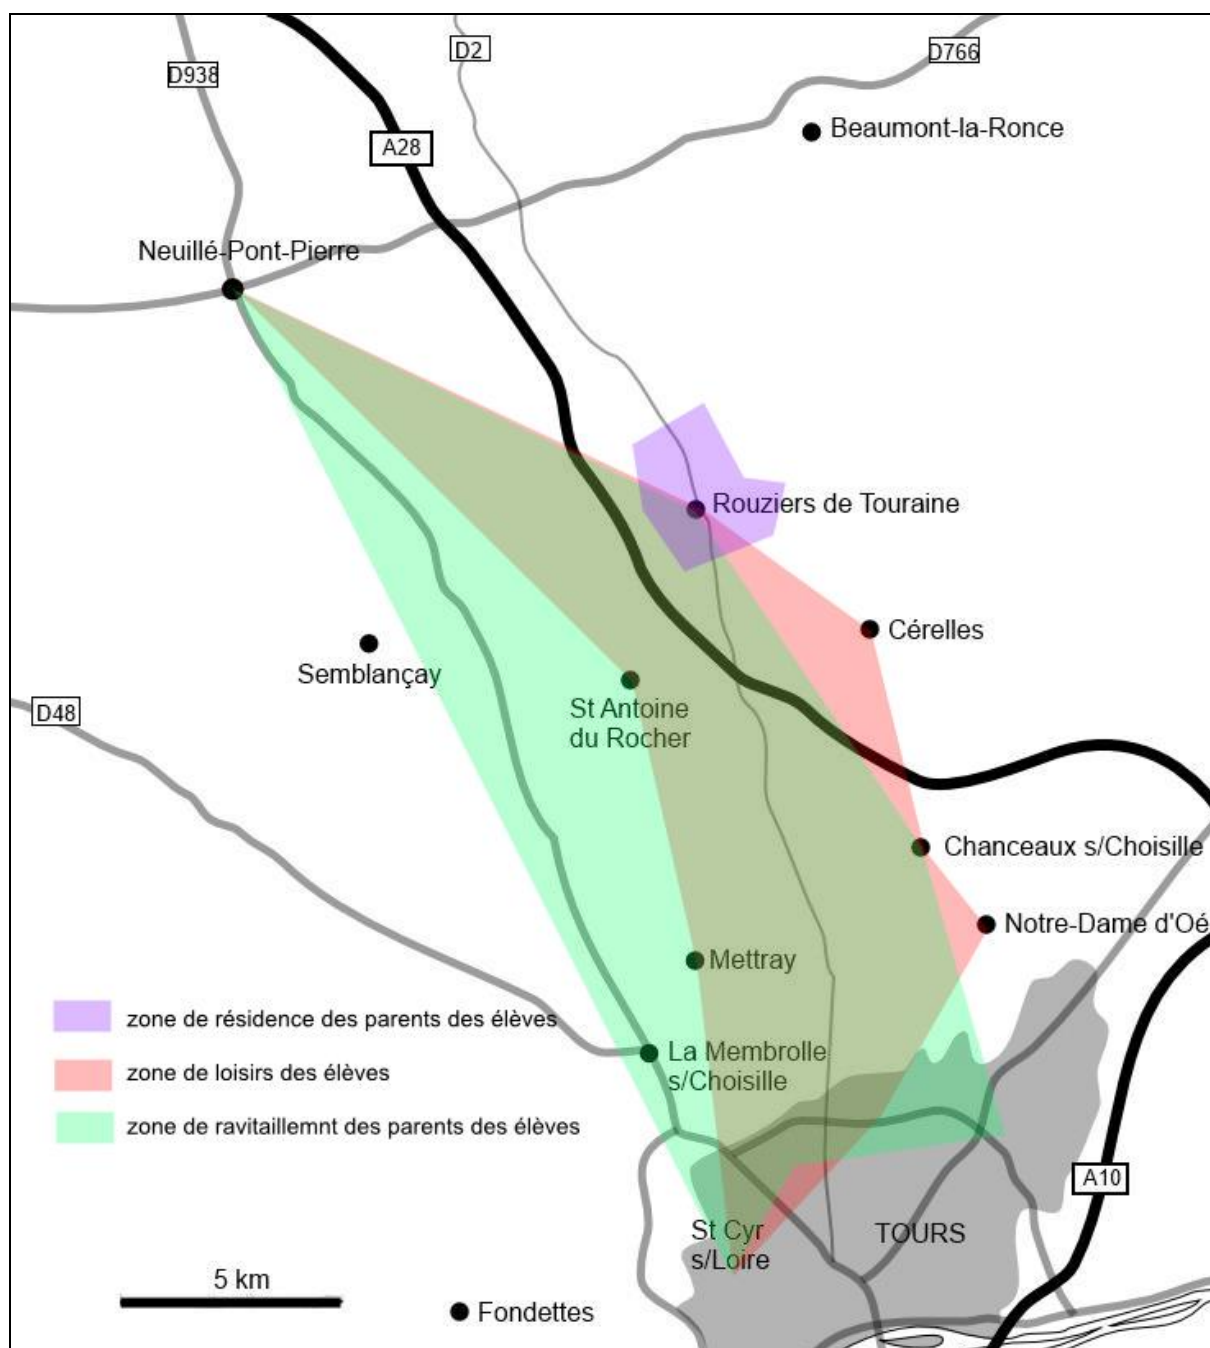 D938
D2
D766
A28
Beaumont-la-Ronce
Neuillé-Pont-Pierre
Rouziers de Touraine
Cérelles
Semblançay
St Antoine
du Rocher
D48
Chanceaux s/Choisille
Notre-Dame d'Oé
Mettray
zone de résidence des parents des élèves
La Membrolle
s/Choisille
zone de loisirs des élèves
zone de ravitaillemnt des parents des élèves
A10
St Cyr
s/Loire
TOURS
5 km
Fondettes